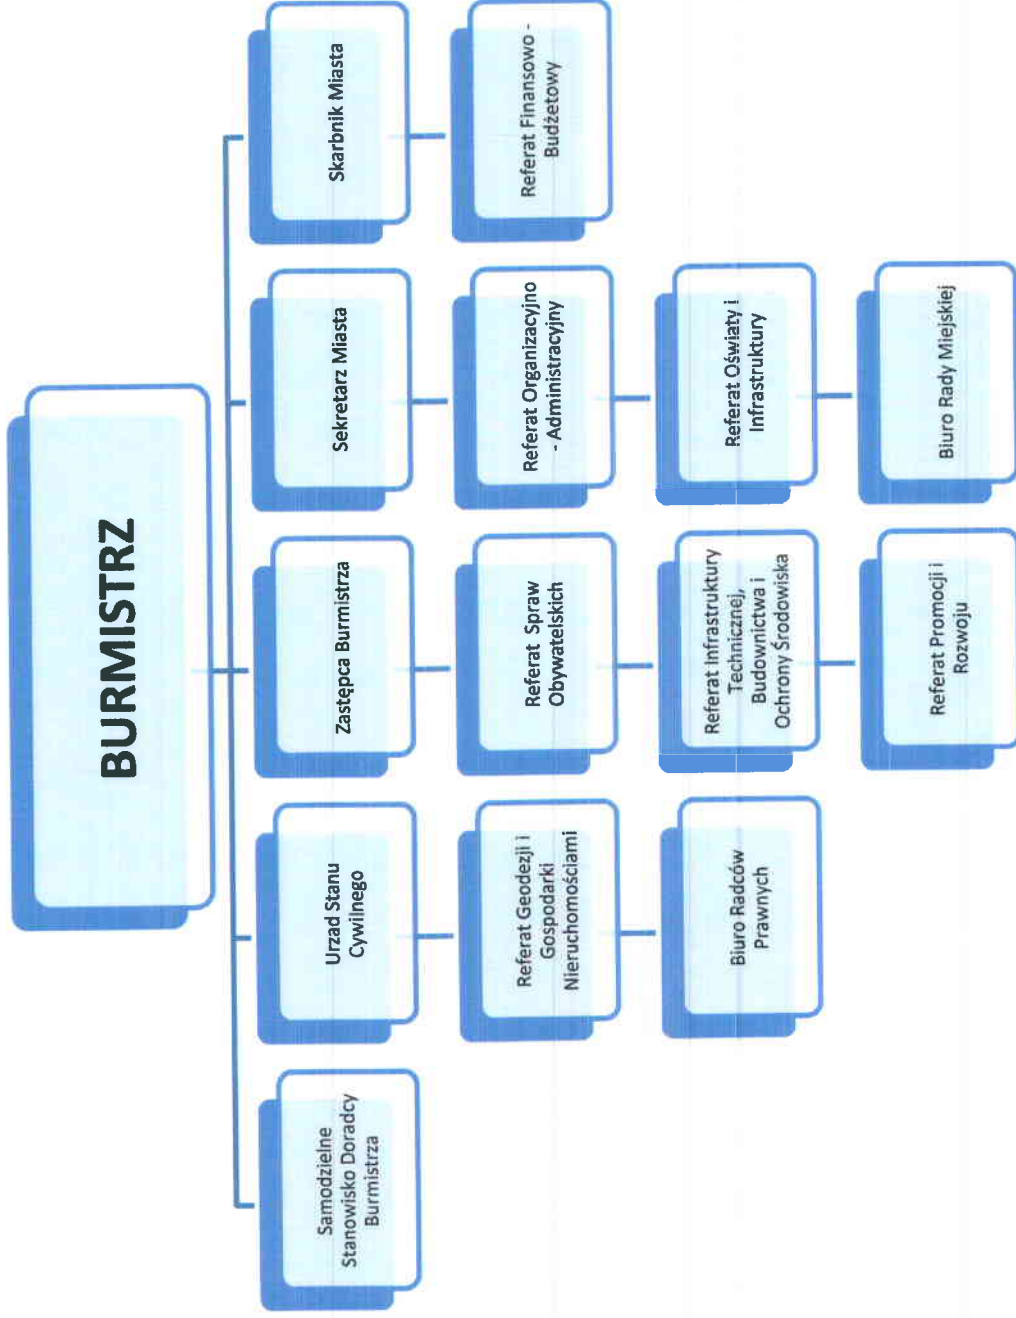 BURMISTRZ
Samodzielne
Stanowisko Doradcy
Burmistrza
Urzad Stanu
Cywilnego
Zastępca Burmistrza
Sekretarz Miasta
Skarbnik Miasta
Referat Geodezji i
Gospodarki
Nieruchomościami
Referat Spraw
Obywatelskich
Referat Organizacyjno
- Administracyjny
Referat Finansowo -
Budżetowy
Biuro Radców
Prawnych
Referat Infrastruktury
Technicznej,
Budownictwa i
Ochrony Środowiska
Referat Oświaty i
Infrastruktury
Referat Promocji i
Rozwoju
Biuro Rady Miejskiej